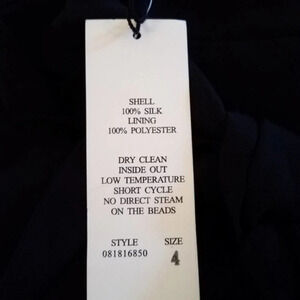 SHELL
100% SILK
LINING
100% POLYESTER
DRY CLEAN
INSIDE OUT
LOW TEMPERATURE
SHORT CYCLE
NO DIRECT STEAM
ON THE BEADS
STYLE SIZE
081816850 4